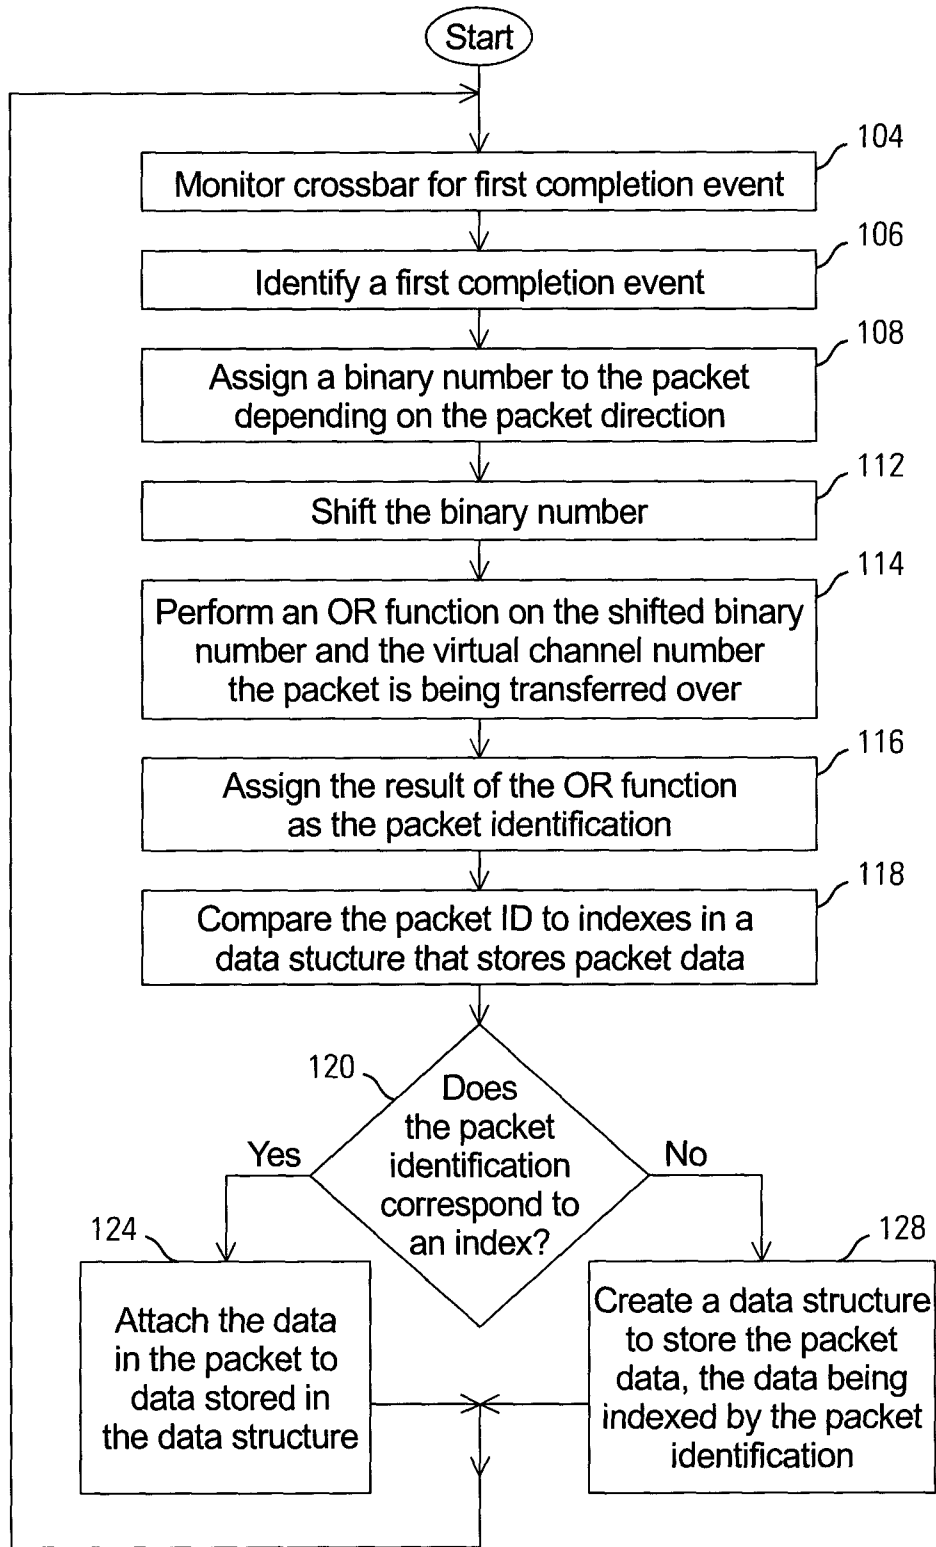 Start
104
Monitor crossbar for first completion event
106
Identify a first completion event
108
Assign a binary number to the packet
depending on the packet direction
112
Shift the binary number
114
Perform an OR function on the shifted binary
number and the virtual channel number
the packet is being transferred over
116
Assign the result of the OR function
as the packet identification
118
Compare the packet ID to indexes in a
data stucture that stores packet data
120
Does
the packet
identification
correspond to
an index?
Yes
No
124
Attach the data
in the packet to
data stored in
the data structure
128
Create a data structure
to store the packet
data, the data being
indexed by the packet
identification